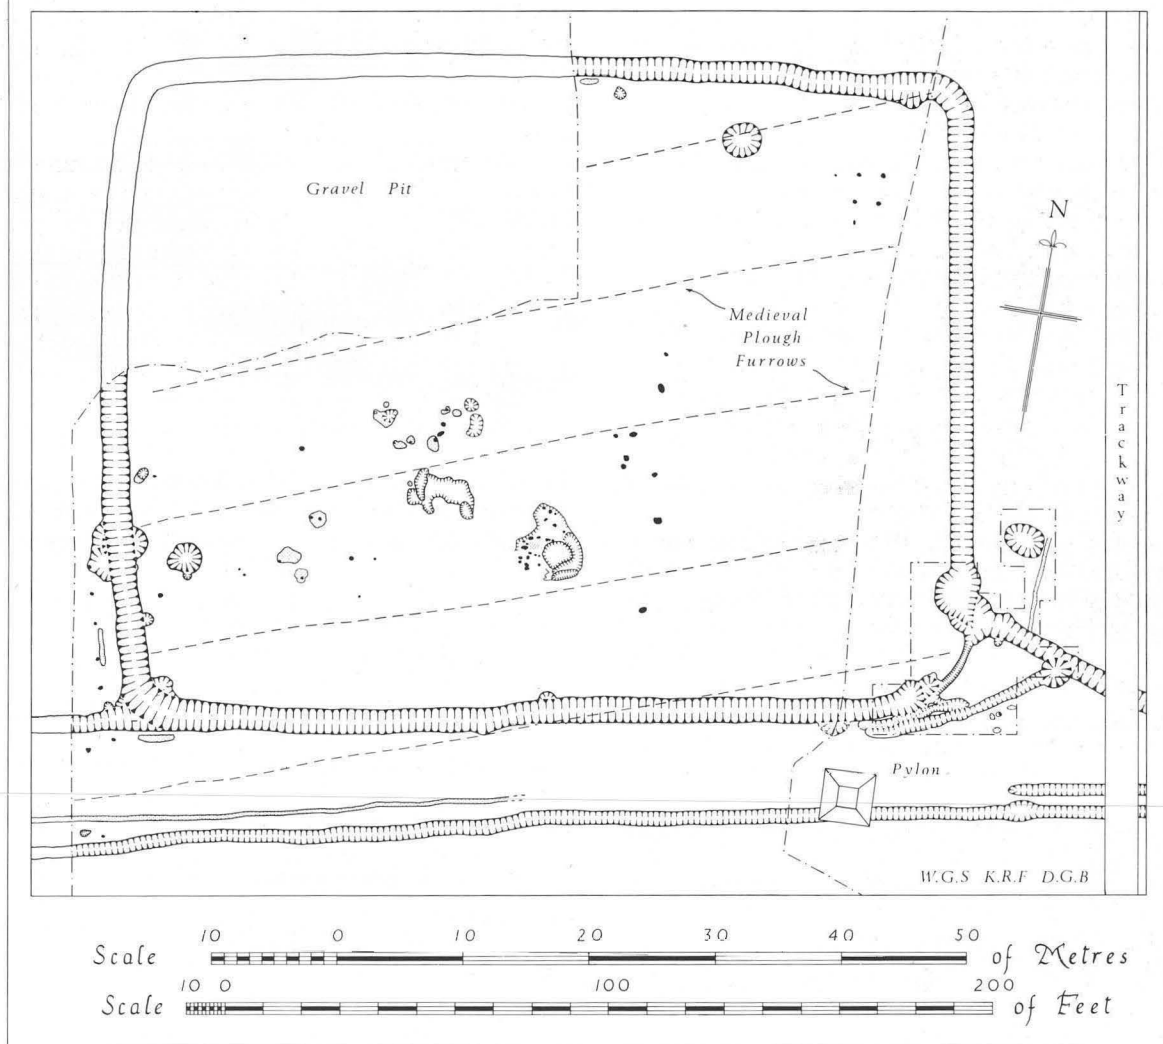 Gravel Pit
N
Medieval
Plough
Furrows
Trackway
Pylon
W.G.S K.R.F D.G.B
10 0 10 20 30 40 50
Scale of Metres
10 0 100 200
Scale of Feet